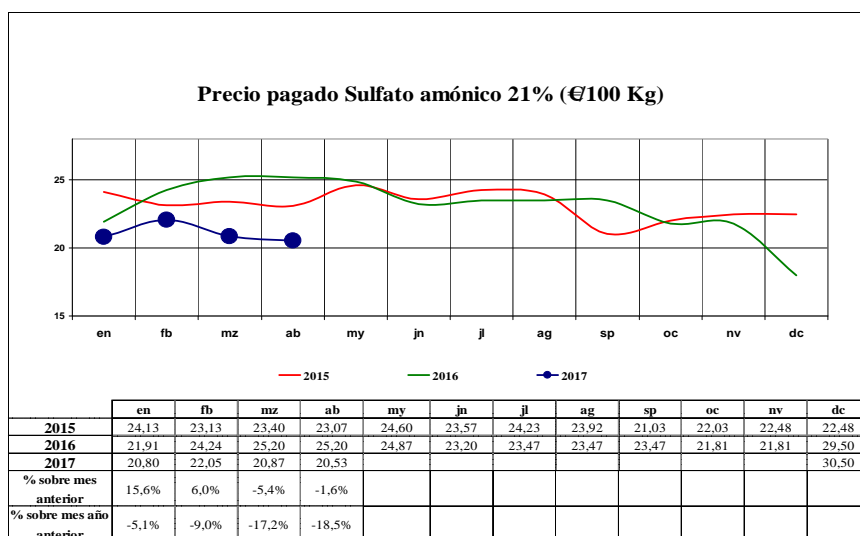 Precio pagado Sulfato amónico 21% (€/100 Kg)
25
20
15
en fb mz ab my jn jl ag sp oc nv dc
2015 2016 2017
en fb mz ab my jn jl ag sp oc nv dc
2015 24,13 23,13 23,40 23,07 24,60 23,57 24,23 23,92 21,03 22,03 22,48 22,48
2016 21,91 24,24 25,20 25,20 24,87 23,20 23,47 23,47 23,47 21,81 21,81 29,50
2017 20,80 22,05 20,87 20,53 30,50
% sobre mes
anterior 15,6% 6,0% -5,4% -1,6%
% sobre mes año
anterior -5,1% -9,0% -17,2% -18,5%